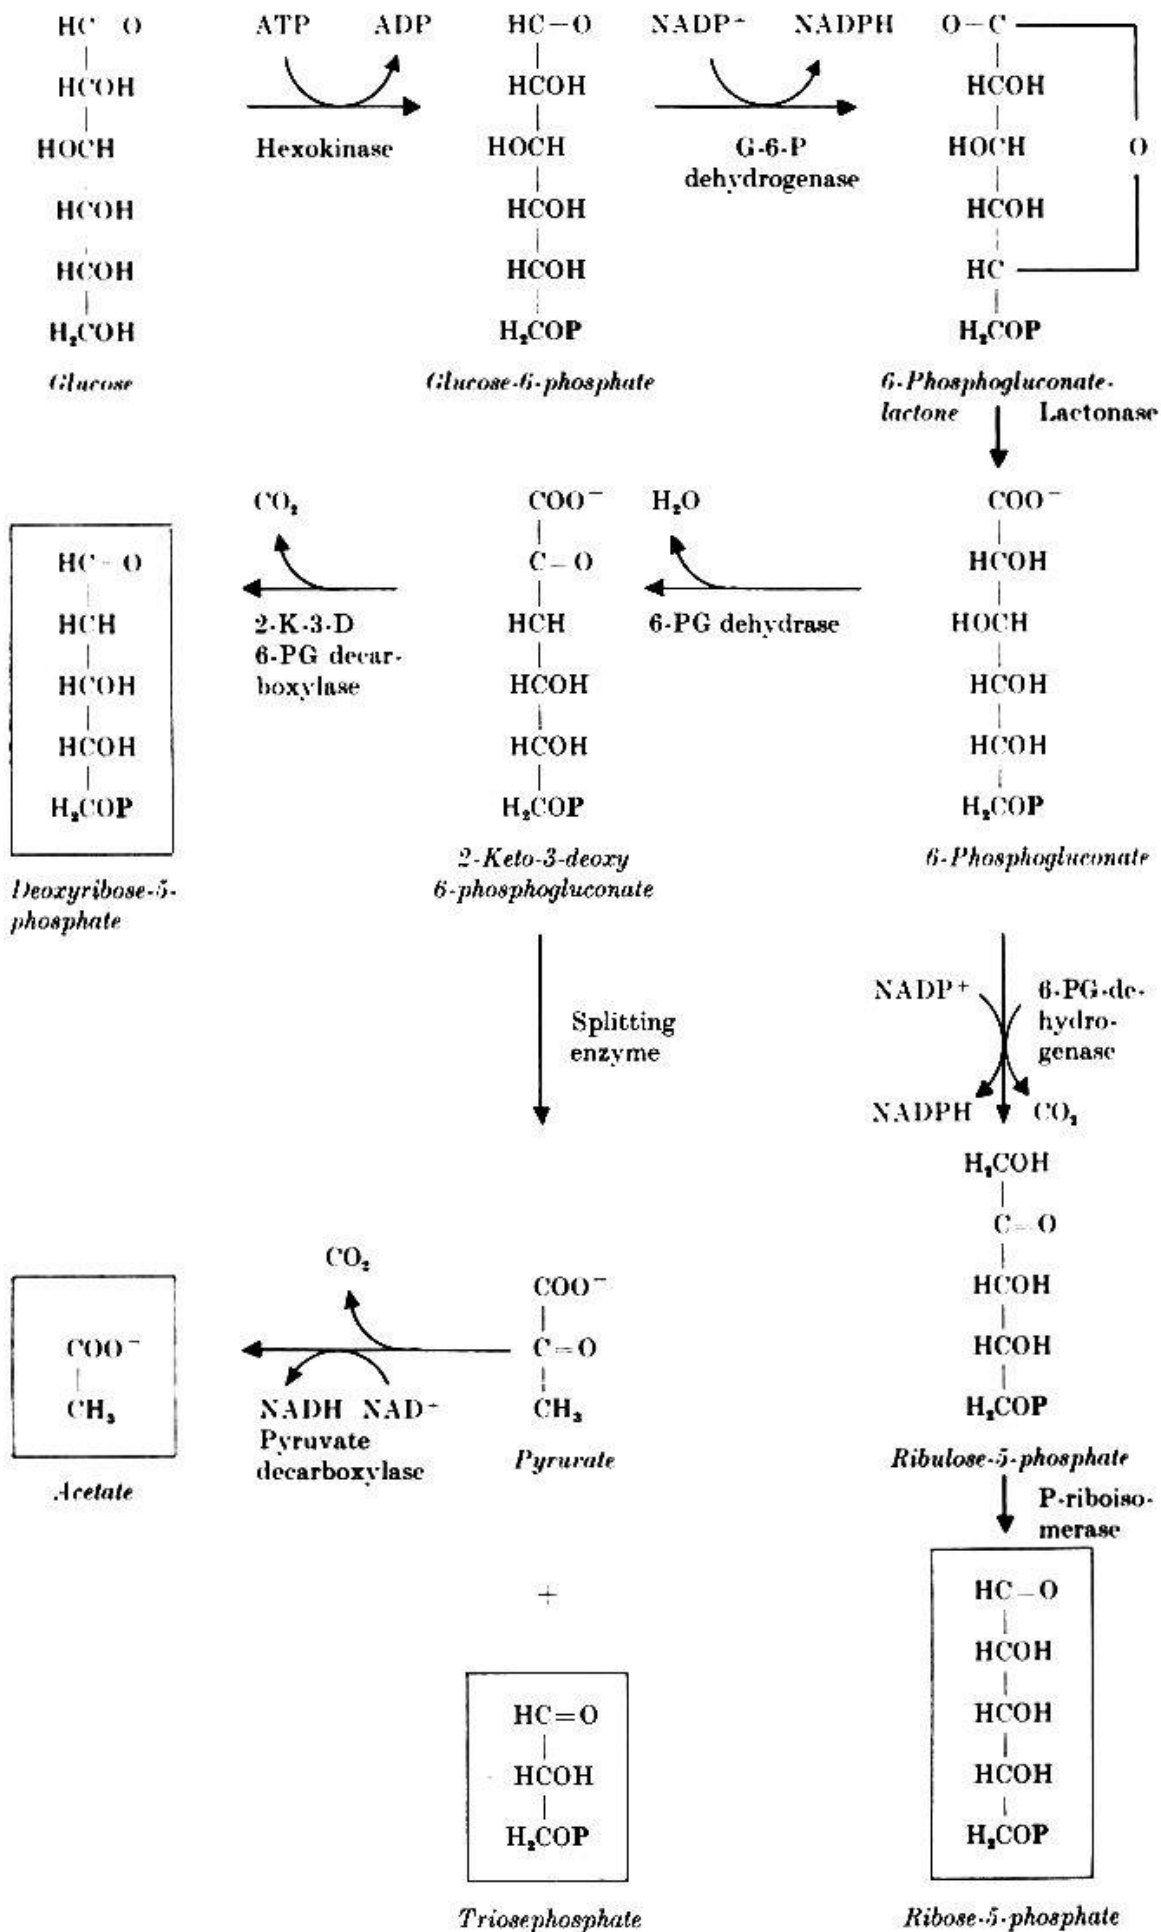 HC O
HCOH
HOCH
HCOH
HCOH
H₂COH
Glucose
ATP ADP
Hexokinase
HC–O
HCOH
HOCH
HCOH
HCOH
H₂COP
Glucose-6-phosphate
NADP⁺ NADPH
G-6-P
dehydrogenase
O–C
HCOH
HOCH O
HCOH
HC
H₂COP
6-Phosphogluconate-
lactone
Lactonase
COO⁻
HCOH
HOCH
HCOH
HCOH
H₂COP
6-Phosphogluconate
H₂O
6-PG dehydrase
COO⁻
C=O
HCH
HCOH
HCOH
H₂COP
2-Keto-3-deoxy
6-phosphogluconate
CO₂
2-K-3-D
6-PG decar-
boxylase
HC=O
HCH
HCOH
HCOH
H₂COP
Deoxyribose-5-
phosphate
Splitting
enzyme
NADP⁺
6-PG-de-
hydro-
genase
NADPH CO₂
H₂COH
C=O
HCOH
HCOH
H₂COP
Ribulose-5-phosphate
P-riboiso-
merase
HC–O
HCOH
HCOH
HCOH
H₂COP
Ribose-5-phosphate
COO⁻
C=O
CH₃
Pyruvate
CO₂
NADH NAD⁺
Pyruvate
decarboxylase
COO⁻
CH₃
Acetate
+
HC=O
HCOH
H₂COP
Triosephosphate